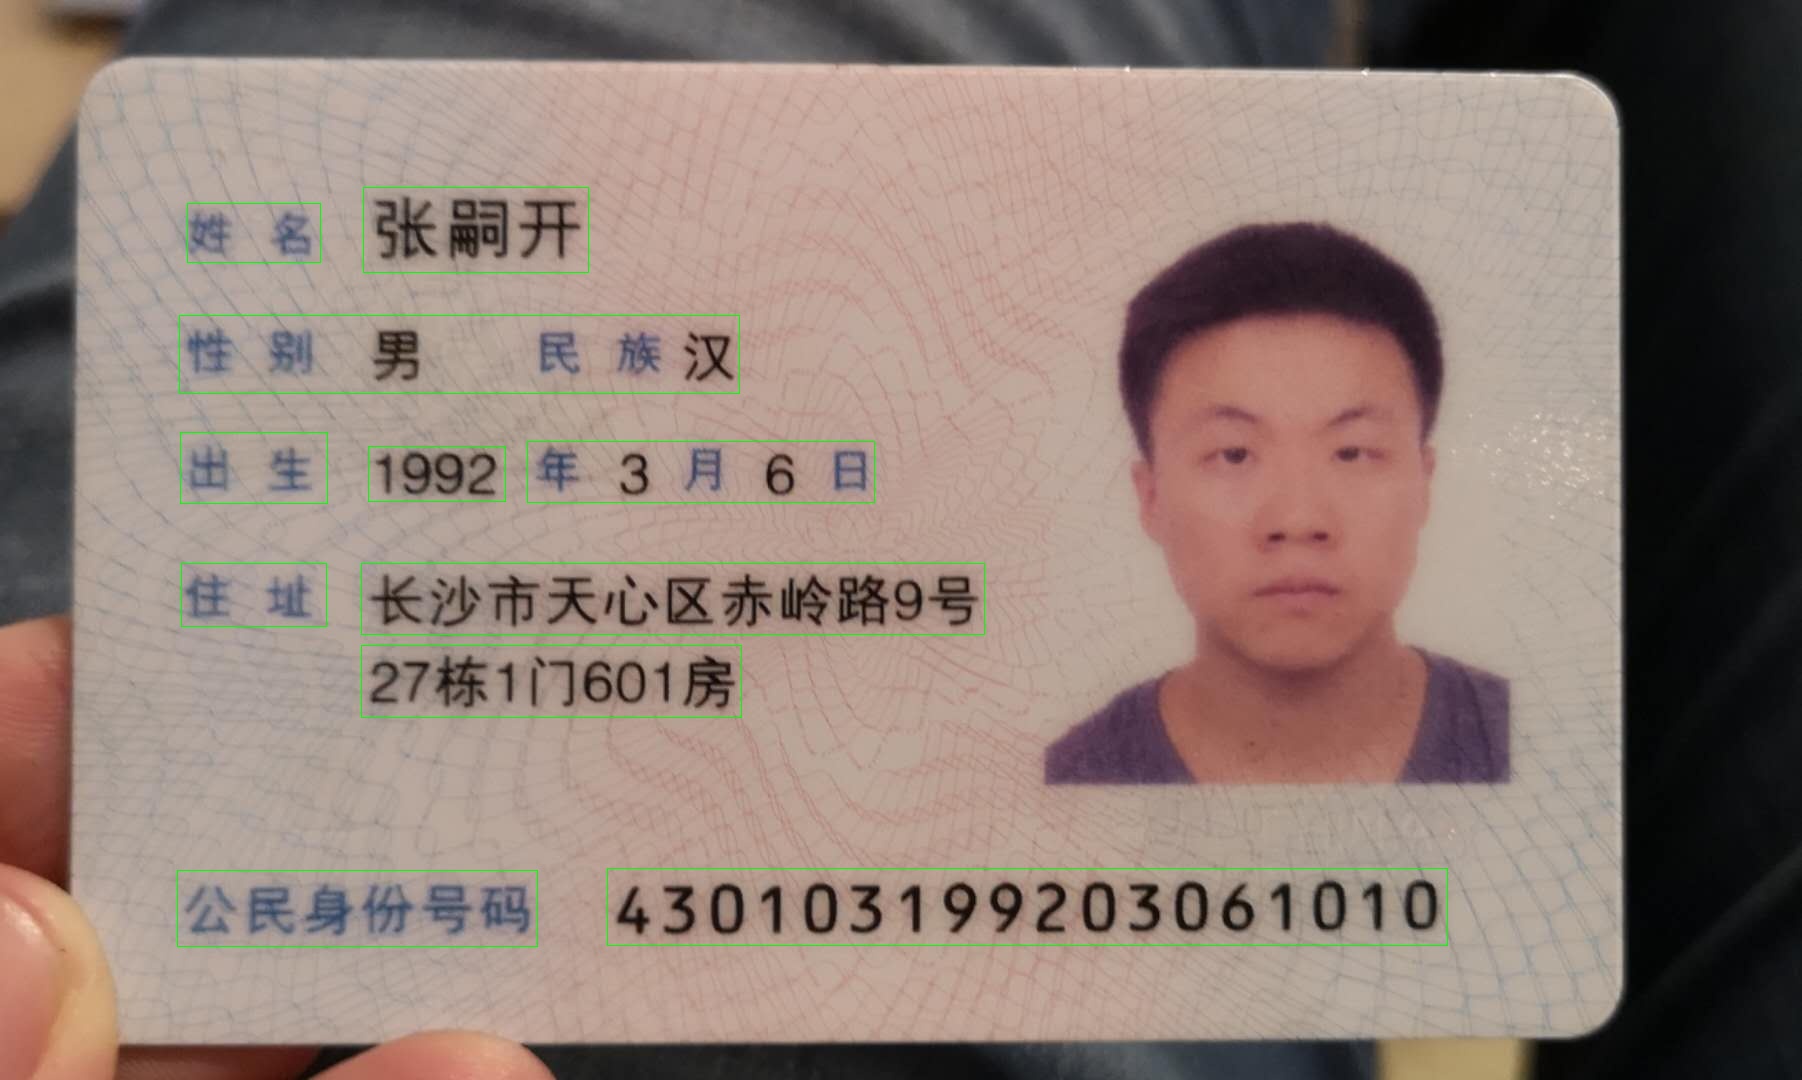 姓 名 张嗣开
性 别 男 民 族 汉
出 生 1992 年 3 月 6 日
住 址 长沙市天心区赤岭路9号
27栋1门601房
公民身份号码 430103199203061010